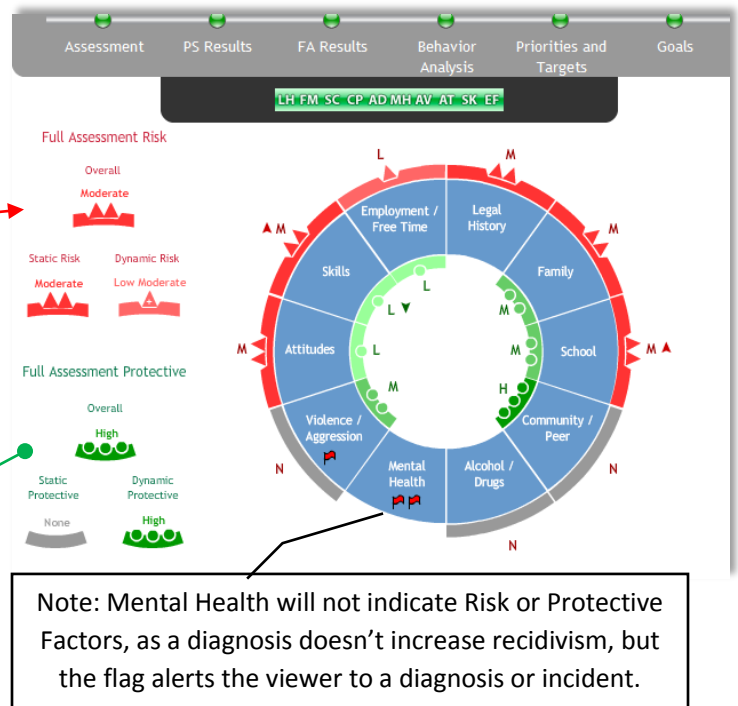 Assessment
PS Results
FA Results
Behavior
Analysis
Priorities and
Targets
Goals
LH FM SC CP AD MH AV AT SK EF
Full Assessment Risk
Overall
Moderate
Static Risk
Dynamic Risk
Moderate
Low Moderate
Full Assessment Protective
Overall
High
Static
Protective
Dynamic
Protective
None
High
L
M
M
M
M
N
N
N
M
Employment /
Free Time
Legal
History
Skills
Family
Attitudes
School
Violence /
Aggression
Community /
Peer
Mental
Health
Alcohol /
Drugs
L
L
L
M
M
M
H
Note: Mental Health will not indicate Risk or Protective
Factors, as a diagnosis doesn’t increase recidivism, but
the flag alerts the viewer to a diagnosis or incident.